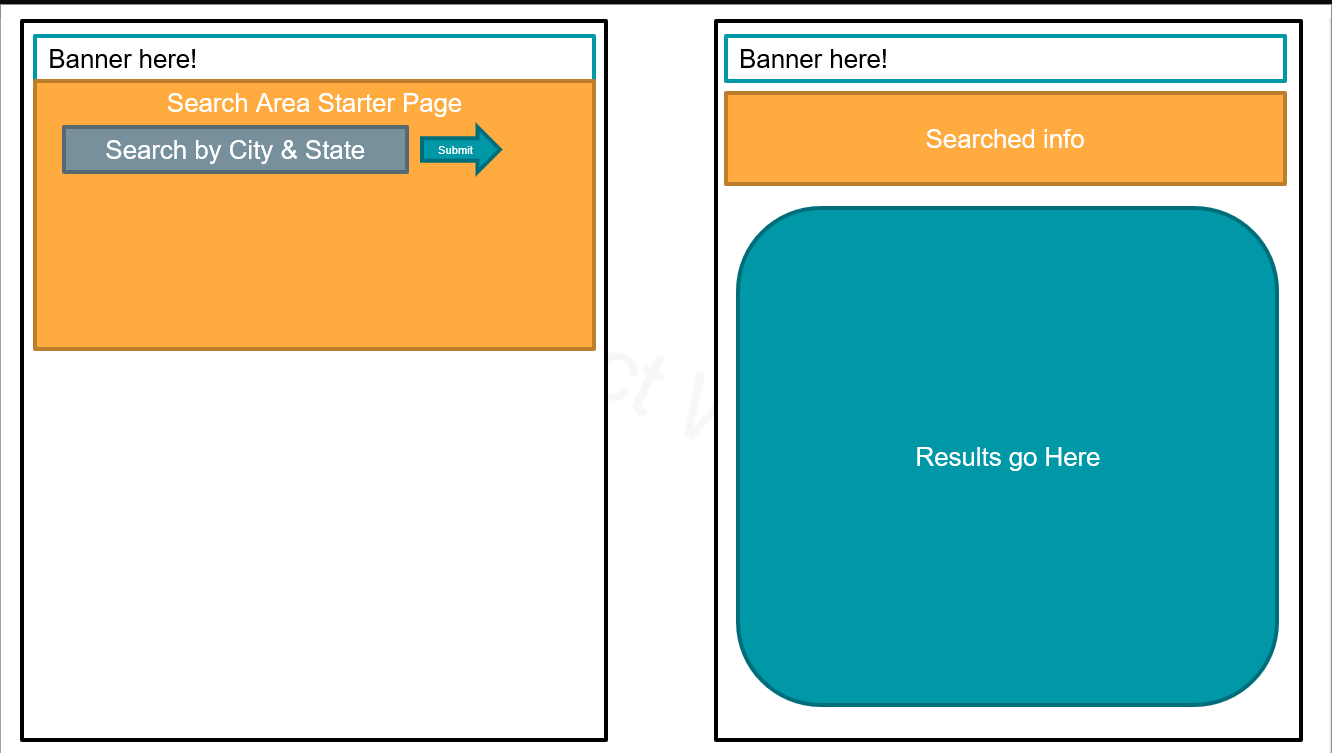 Banner here!
Search Area Starter Page
Search by City & State
Submit
Banner here!
Searched info
Results go Here